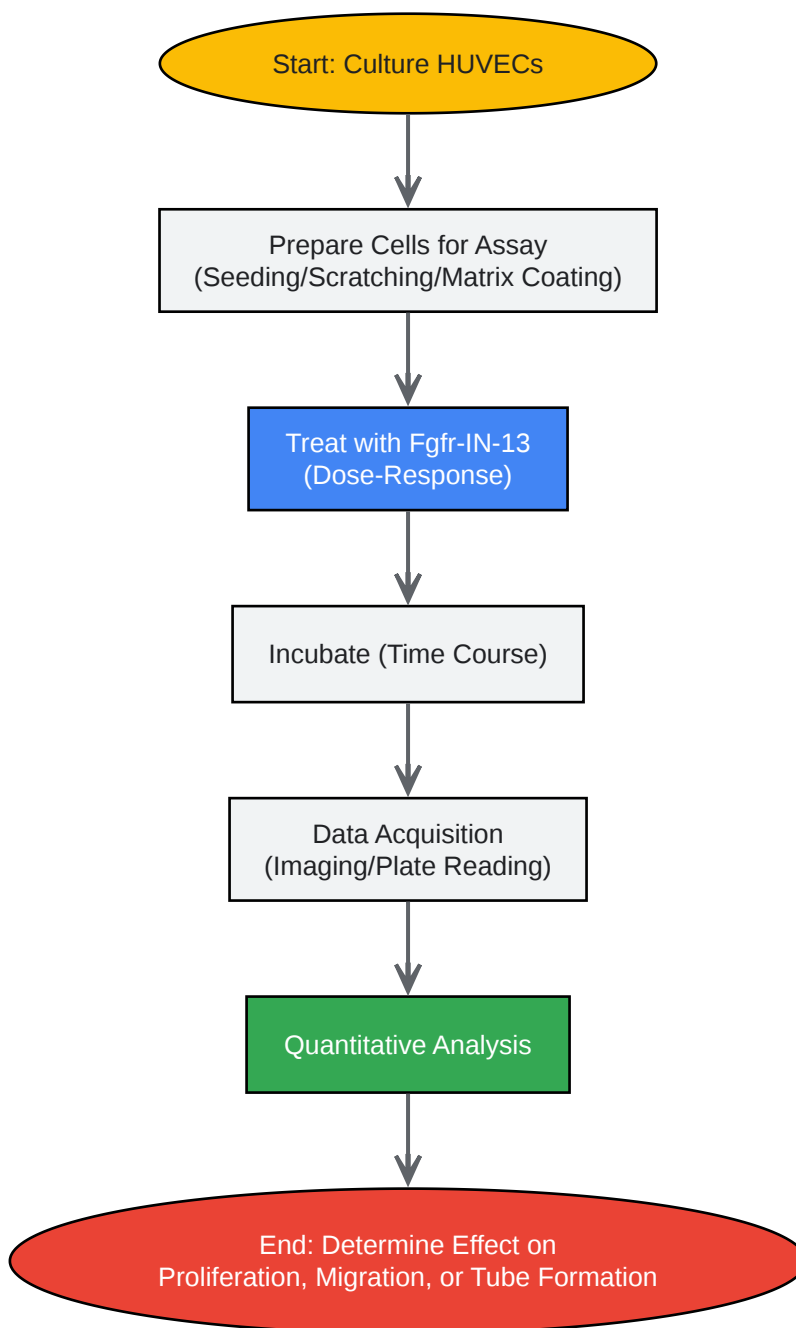 Start: Culture HUVECs
Prepare Cells for Assay
(Seeding/Scratching/Matrix Coating)
Treat with Fgfr-IN-13
(Dose-Response)
Incubate (Time Course)
Data Acquisition
(Imaging/Plate Reading)
Quantitative Analysis
End: Determine Effect on
Proliferation, Migration, or Tube Formation